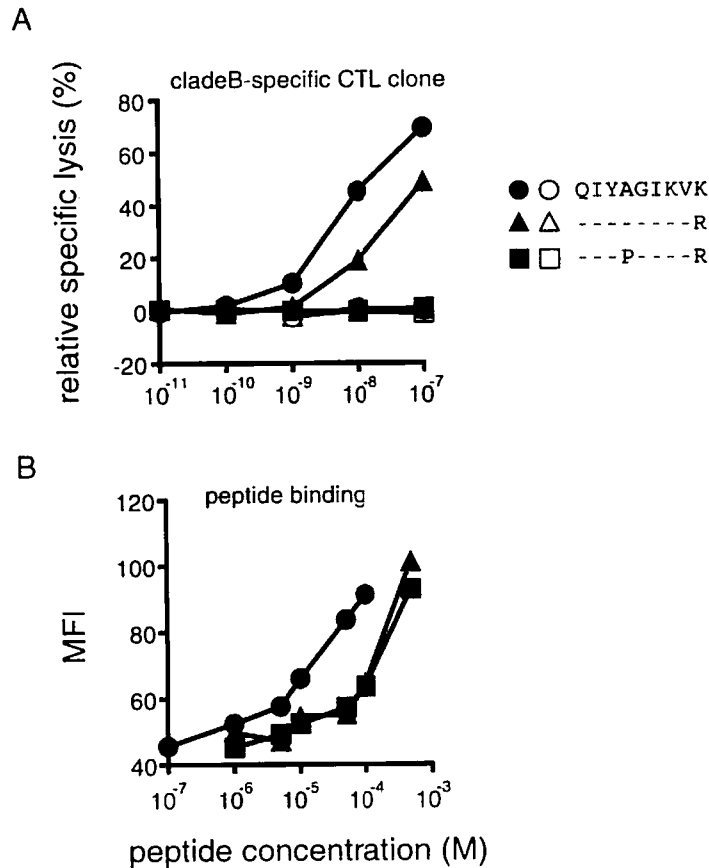 A
cladeB-specific CTL clone
relative specific lysis (%)
80
60
40
20
0
-20
10-11 10-10 10-9 10-8 10-7
QIYAGIKVK
--------R
---P----R
B
peptide binding
MFI
120
100
80
60
40
10-7 10-6 10-5 10-4 10-3
peptide concentration (M)